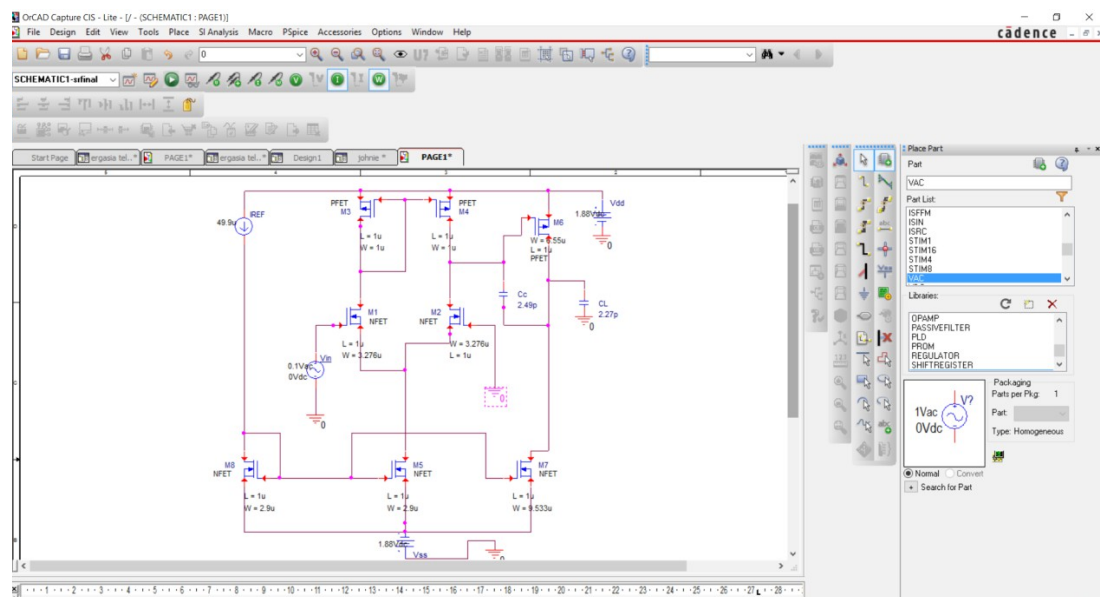 OrCAD Capture CIS - Lite - [/ - (SCHEMATIC1 : PAGE1)]
File Design Edit View Tools Place SI Analysis Macro PSpice Accessories Options Window Help
cādence
0
SCHEMATIC1-srfinal
Start Page
ergasia tel...*
PAGE1*
ergasia tel...*
Design1
johnie *
PAGE1*
IREF
49.9u
PFET
M3
L = 1u
W = 1u
PFET
M4
L = 1u
W = 1u
M6
L = 1u
PFET
Vdd
0
Cc
2.49p
CL
2.27p
0
M1
NFET
L = 1u
W = 3.276u
M2
NFET
W = 3.276u
L = 1u
Vin
0.1Vac
0Vdc
0
0
M8
NFET
L = 1u
W = 2.9u
M5
NFET
L = 1u
W = 2.9u
M7
NFET
L = 1u
W = 9.533u
1.88Vdc
Vss
0
Place Part
Part
VAC
Part List:
ISFFM
ISIN
ISRC
STIM1
STIM16
STIM4
STIM8
VAC
Libraries:
OPAMP
PASSIVEFILTER
PLD
PROM
REGULATOR
SHIFTREGISTER
V?
1Vac
0Vdc
Packaging
Parts per Pkg: 1
Part:
Type: Homogeneous
Normal Convert
+ Search for Part